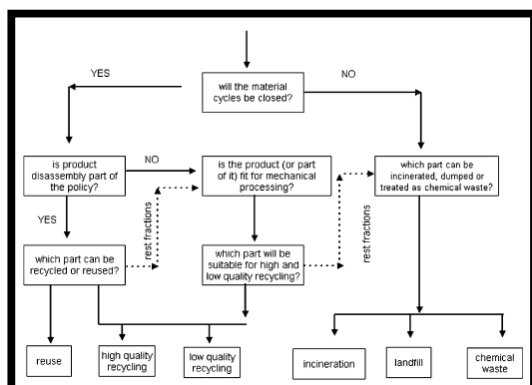 YES
NO
will the material
cycles be closed?
is product
disassembly part of
the policy?
NO
is the product (or part
of it) fit for mechanical
processing?
which part can be
incinerated, dumped or
treated as chemical waste?
YES
rest fractions
rest fractions
which part can be
recycled or reused?
which part will be
suitable for high and
low quality recycling?
reuse
high quality
recycling
low quality
recycling
incineration
landfill
chemical
waste